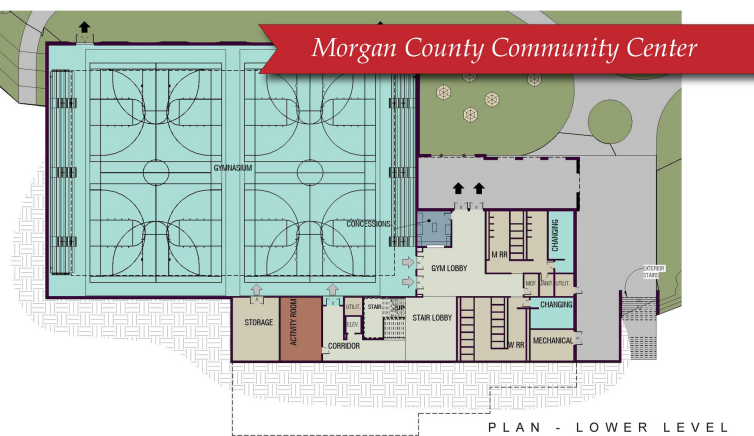 Morgan County Community Center
GYMNASIUM
CONCESSIONS
GYM LOBBY
M RR
CHANGING
MDF
JANIT.
UTILIT.
EXTERIOR
STAIRS
STORAGE
ACTIVITY ROOM
UTILIT.
ELEV.
STAIR
UP
CORRIDOR
STAIR LOBBY
W RR
CHANGING
MECHANICAL
PLAN - LOWER LEVEL